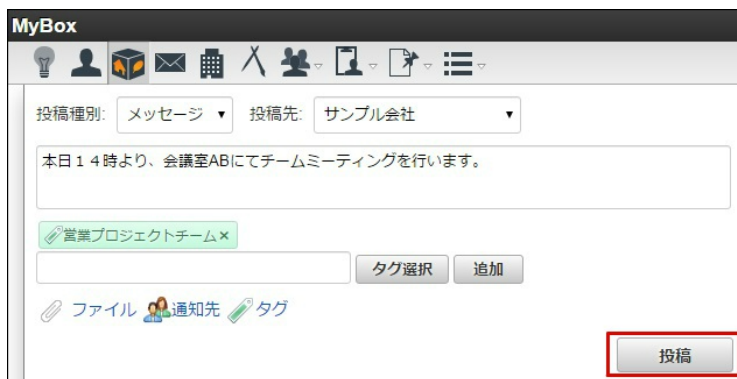 MyBox
投稿種別: メッセージ 投稿先: サンプル会社
本日１４時より、会議室ABにてチームミーティングを行います。
営業プロジェクトチーム×
タグ選択 追加
ファイル 通知先 タグ
投稿